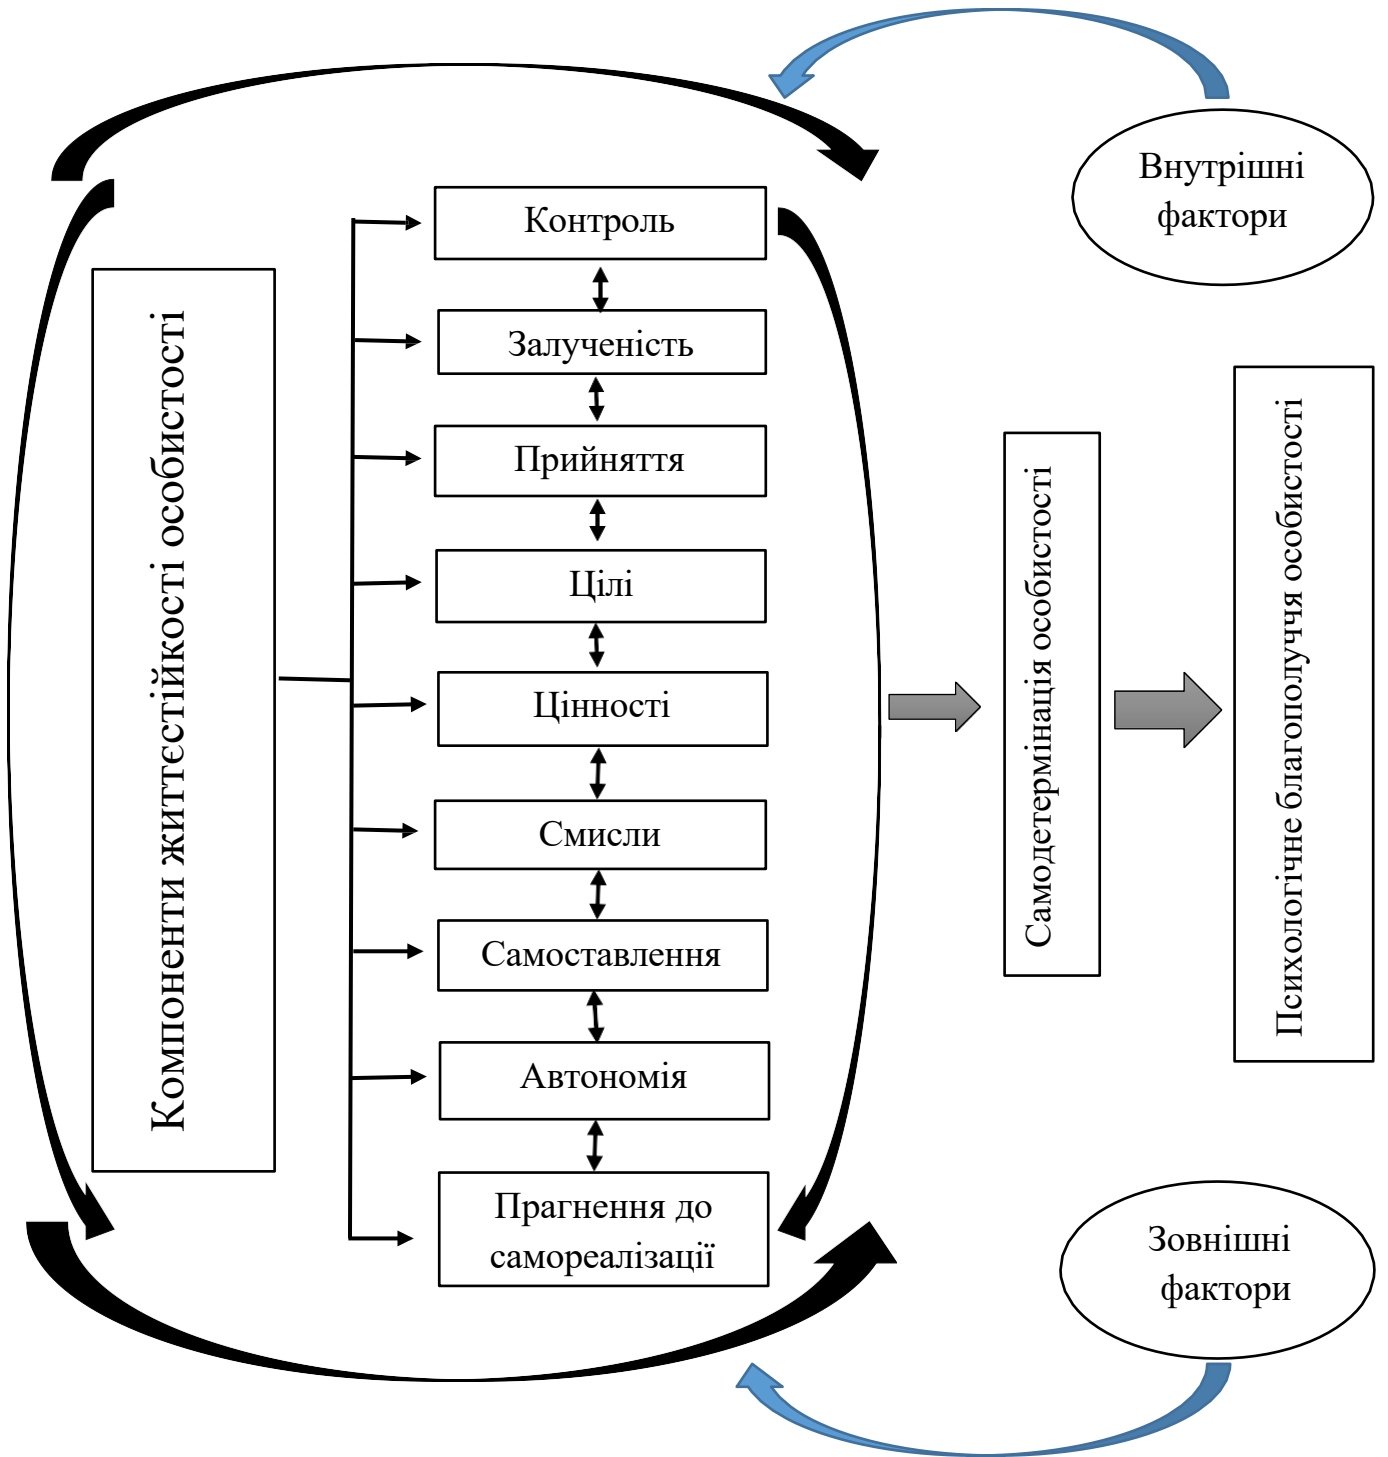 Внутрішні
фактори
Контроль
Залученість
Прийняття
Цілі
Цінності
Смисли
Самоставлення
Автономія
Прагнення до
самореалізації
Компоненти життєстійкості особистості
Самодетермінація особистості
Психологічне благополуччя особистості
Зовнішні
фактори